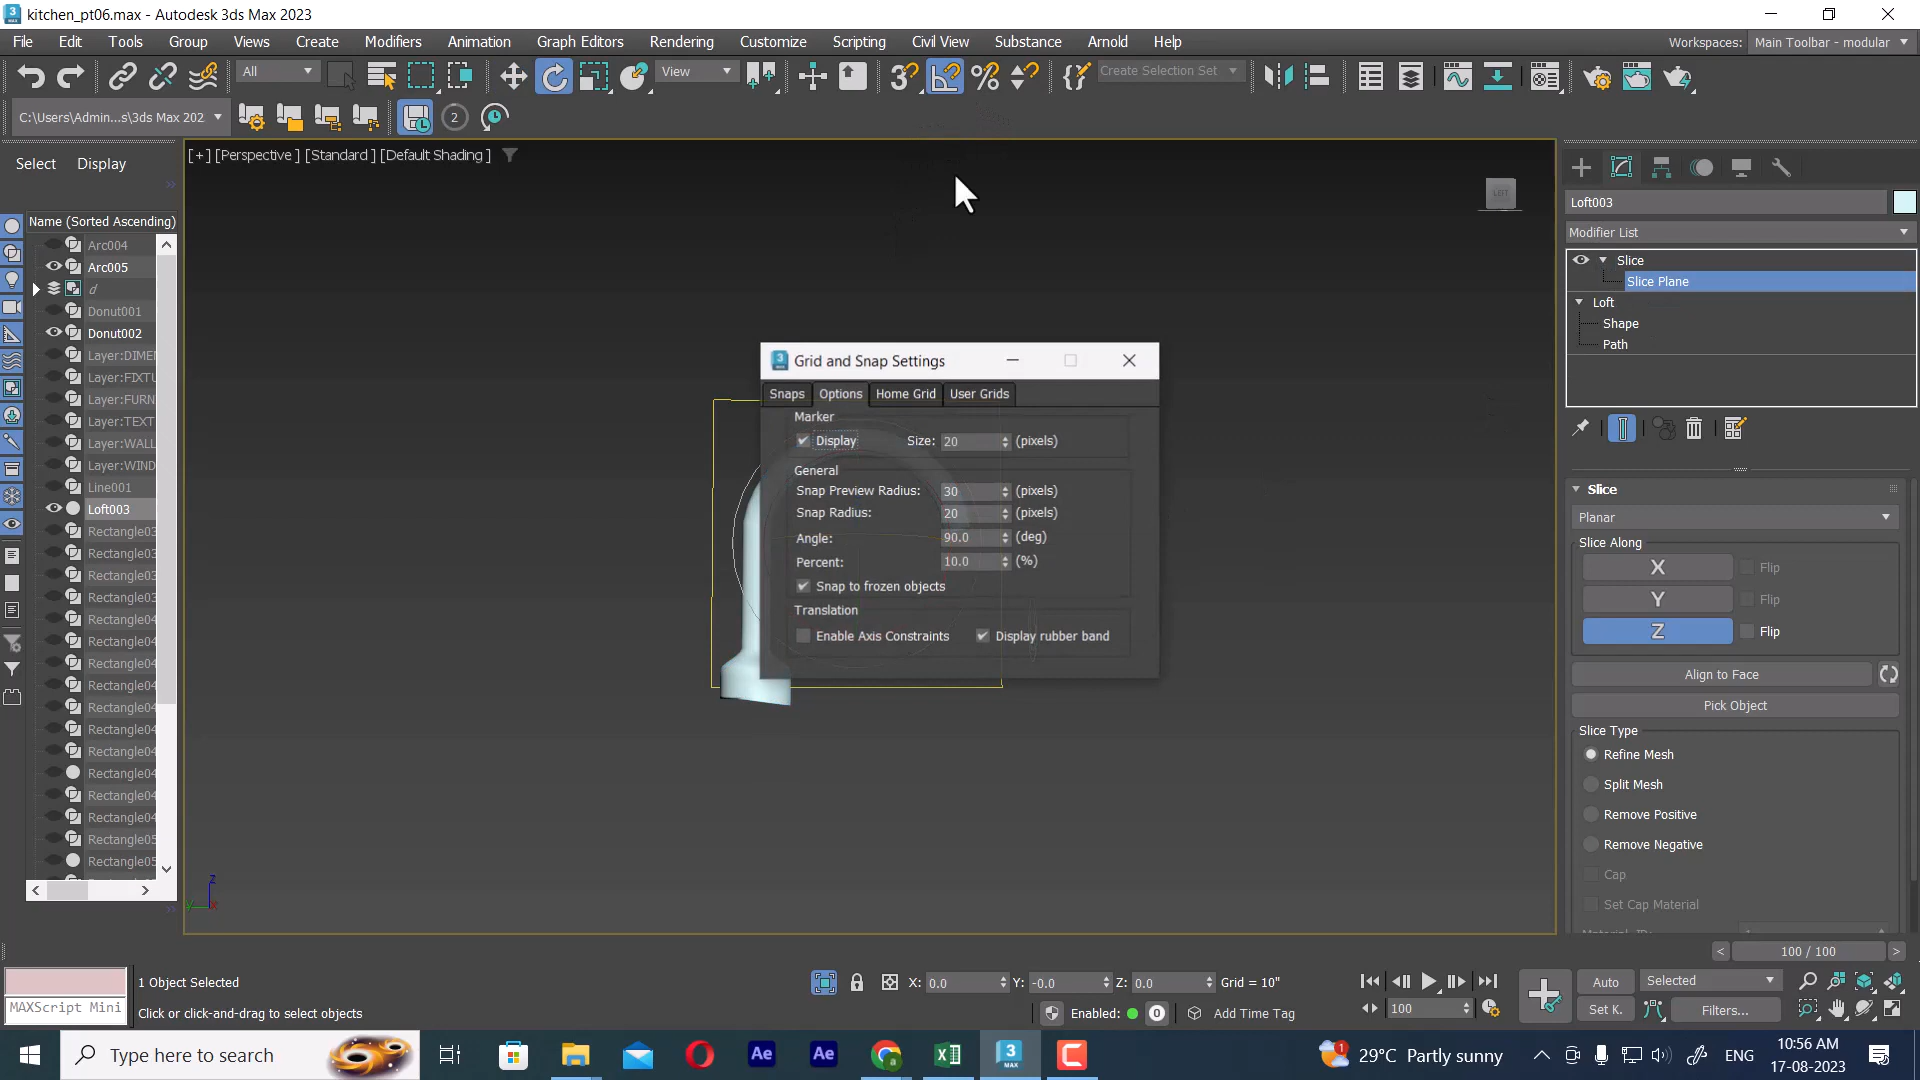 kitchen_pt06.max - Autodesk 3ds Max 2023
File Edit Tools Group Views Create Modifiers Animation Graph Editors Rendering Customize Scripting Civil View Substance Arnold Help
Workspaces: Main Toolbar - modular
All
View
Create Selection Set
C:\Users\Admin...s\3ds Max 202
2
Select Display
[+] [Perspective ] [Standard ] [Default Shading ]
LEFT
Name (Sorted Ascending)
Arc004
Arc005
d
Donut001
Donut002
Layer:DIME
Layer:FIXT
Layer:FURN
Layer:TEXT
Layer:WALL
Layer:WIND
Line001
Loft003
Rectangle03
Rectangle03
Rectangle03
Rectangle03
Rectangle04
Rectangle04
Rectangle04
Rectangle04
Rectangle04
Rectangle04
Rectangle04
Rectangle04
Rectangle04
Rectangle04
Rectangle05
Rectangle05
Grid and Snap Settings
Snaps Options Home Grid User Grids
Marker
Display Size: 20 (pixels)
General
Snap Preview Radius: 30 (pixels)
Snap Radius: 20 (pixels)
Angle: 90.0 (deg)
Percent: 10.0 (%)
Snap to frozen objects
Translation
Enable Axis Constraints Display rubber band
Loft003
Modifier List
Slice
Slice Plane
Loft
Shape
Path
Slice
Planar
Slice Along
X Flip
Y Flip
Z Flip
Align to Face
Pick Object
Slice Type
Refine Mesh
Split Mesh
Remove Positive
Remove Negative
Cap
Set Cap Material
100 / 100
1 Object Selected
MAXScript Mini
Click or click-and-drag to select objects
X: 0.0 Y: -0.0 Z: 0.0 Grid = 10"
Enabled: 0 Add Time Tag
100
Auto Selected
Set K. Filters...
Type here to search
Ae Ae
3 MAX
29°C Partly sunny
ENG
10:56 AM
17-08-2023